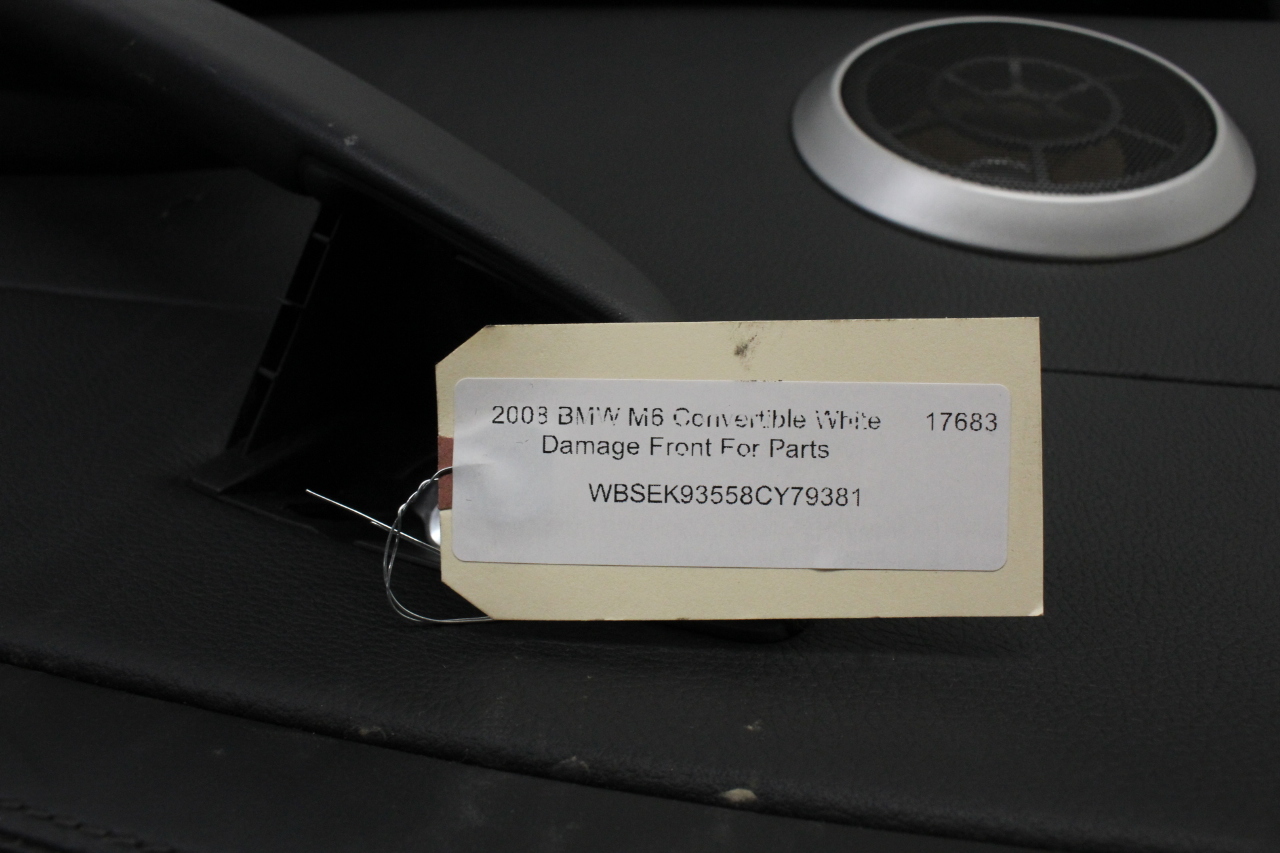 2008 BMW M6 Convertible White 17683
Damage Front For Parts
WBSEK93558CY79381